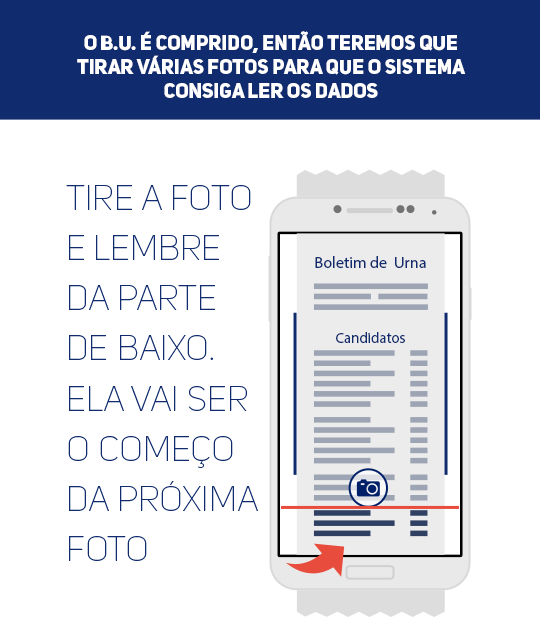 O B.U. É COMPRIDO, ENTÃO TEREMOS QUE
TIRAR VÁRIAS FOTOS PARA QUE O SISTEMA
CONSIGA LER OS DADOS
TIRE A FOTO
E LEMBRE
DA PARTE
DE BAIXO.
ELA VAI SER
O COMEÇO
DA PRÓXIMA
FOTO
Boletim de Urna
Candidatos